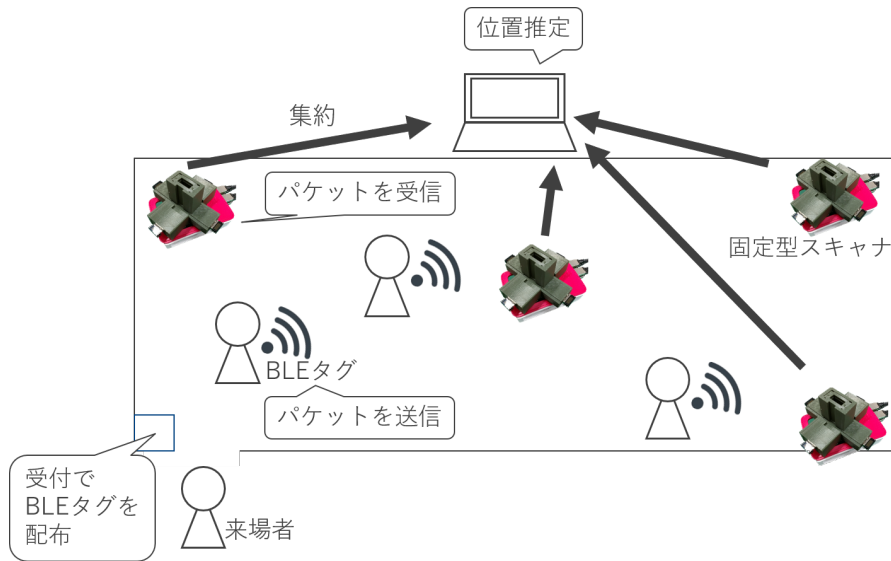 位置推定
集約
パケットを受信
固定型スキャナ
BLEタグ
パケットを送信
受付で
BLEタグを
配布
来場者